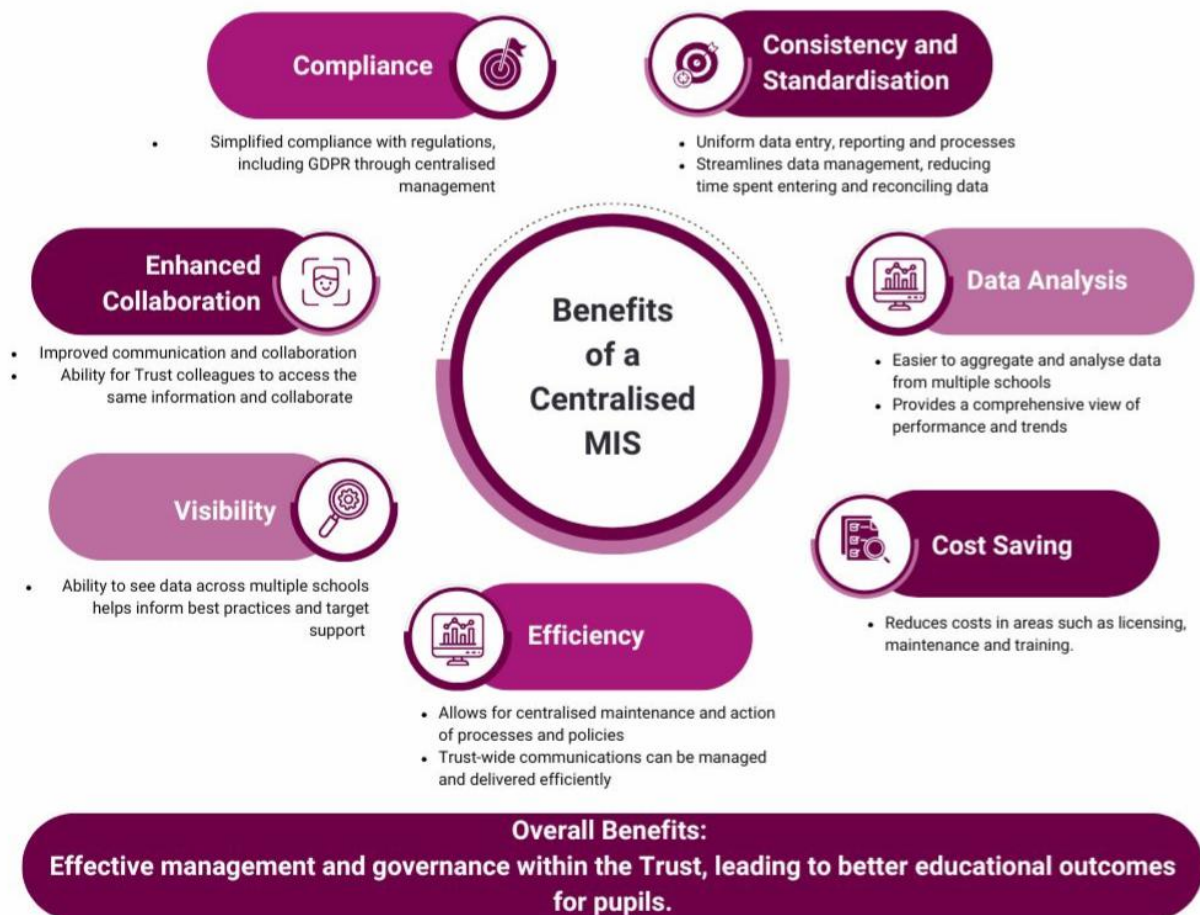 Compliance
• Simplified compliance with regulations,
including GDPR through centralised
management
Consistency and
Standardisation
• Uniform data entry, reporting and processes
• Streamlines data management, reducing
time spent entering and reconciling data
Enhanced
Collaboration
• Improved communication and collaboration
• Ability for Trust colleagues to access the
same information and collaborate
Benefits
of a
Centralised
MIS
Data Analysis
• Easier to aggregate and analyse data
from multiple schools
• Provides a comprehensive view of
performance and trends
Visibility
• Ability to see data across multiple schools
helps inform best practices and target
support
Cost Saving
• Reduces costs in areas such as licensing,
maintenance and training.
Efficiency
• Allows for centralised maintenance and action
of processes and policies
• Trust-wide communications can be managed
and delivered efficiently
Overall Benefits:
Effective management and governance within the Trust, leading to better educational outcomes
for pupils.